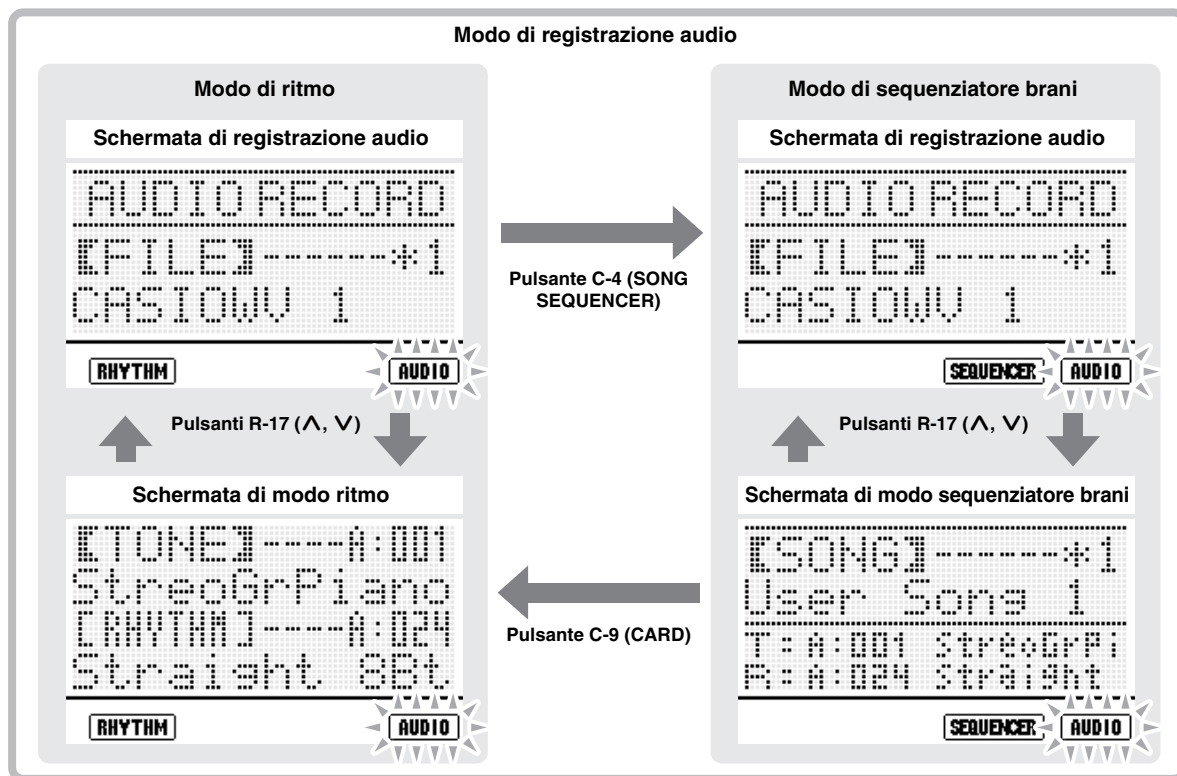 Modo di registrazione audio
Modo di ritmo
Schermata di registrazione audio
AUDIO RECORD
【FILE】------*1
CASIOWV 1
RHYTHM
AUDIO
Pulsanti R-17 (∧, ∨)
Schermata di modo ritmo
【TONE】----A:001
StreoGrPiano
[RHYTHM]----A:024
Straight 8Bt
RHYTHM
AUDIO
Pulsante C-4 (SONG
SEQUENCER)
Pulsante C-9 (CARD)
Modo di sequenziatore brani
Schermata di registrazione audio
AUDIO RECORD
【FILE】------*1
CASIOWV 1
SEQUENCER
AUDIO
Pulsanti R-17 (∧, ∨)
Schermata di modo sequenziatore brani
【SONG】------*1
User Song 1
T:A:001 StreoGrPi
R:A:024 Straight
SEQUENCER
AUDIO